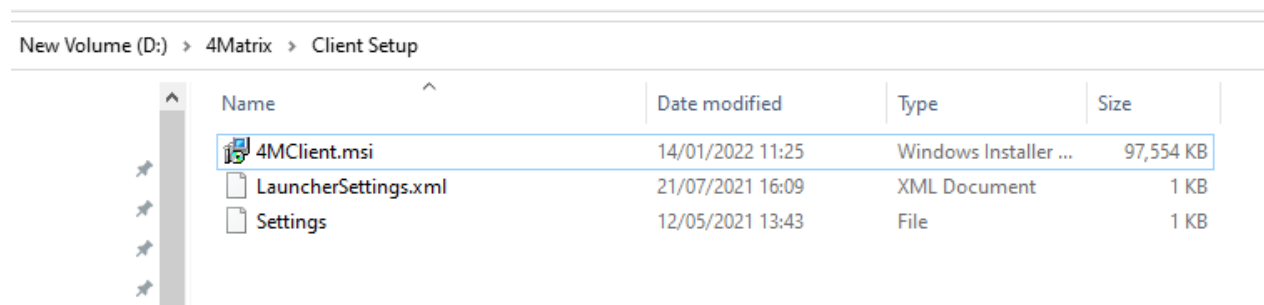 New Volume (D:) > 4Matrix > Client Setup
Name Date modified Type Size
4MClient.msi 14/01/2022 11:25 Windows Installer ... 97,554 KB
LauncherSettings.xml 21/07/2021 16:09 XML Document 1 KB
Settings 12/05/2021 13:43 File 1 KB